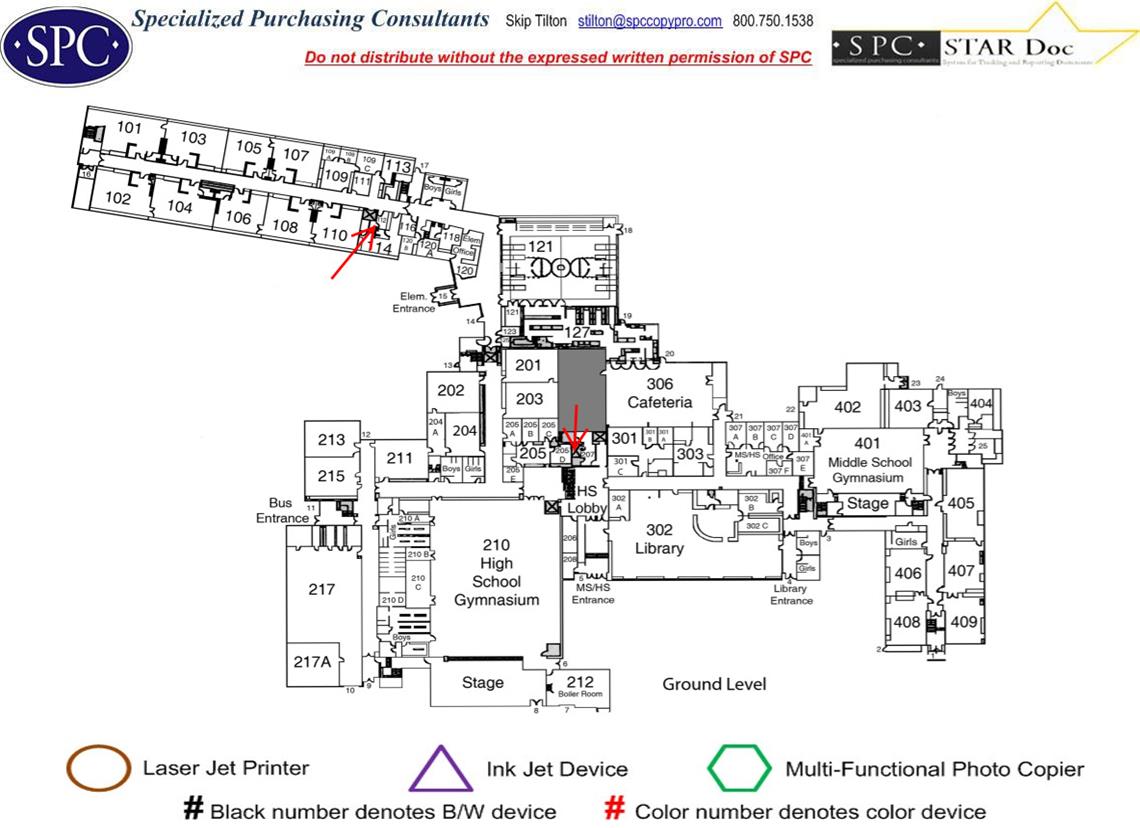 Specialized Purchasing Consultants Skip Tilton stilton@spccopypro.com 800.750.1538
·SPC·
Do not distribute without the expressed written permission of SPC
·SPC· STAR Doc
specialized purchasing consultants System for Tracking and Reporting Documents
101
103
105
107
109 A
109 B
109 C
113
17
109
111
Boys
Girls
16
102
104
106
108
110
112
114
116
118
Elem
Office
120
B
120
A
120
Elem.
Entrance
15
14
18
121
121
123
127
19
20
13
201
203
202
204
A
204
205
A
205
B
205
C
205
205
D
207
205
E
306
Cafeteria
301
301
B
301
A
301
C
303
21
22
307
A
307
B
307
C
307
D
MS/HS Office
307
E
307 F
401
A
402
23
24
403
Boys
404
25
401
Middle School
Gymnasium
Stage
405
213
12
215
211
Boys
Girls
Bus
Entrance
11
HS
Lobby
302
A
302
B
302 C
302
Library
206
208
5
MS/HS
Entrance
Boys
Girls
3
4
Library
Entrance
Girls
406
407
408
409
2
1
217
217A
10
9
210 A
Girls
210 B
210
C
210 D
Boys
210
High
School
Gymnasium
Stage
6
212
Boiler Room
8
7
Ground Level
Laser Jet Printer
Ink Jet Device
Multi-Functional Photo Copier
# Black number denotes B/W device
# Color number denotes color device